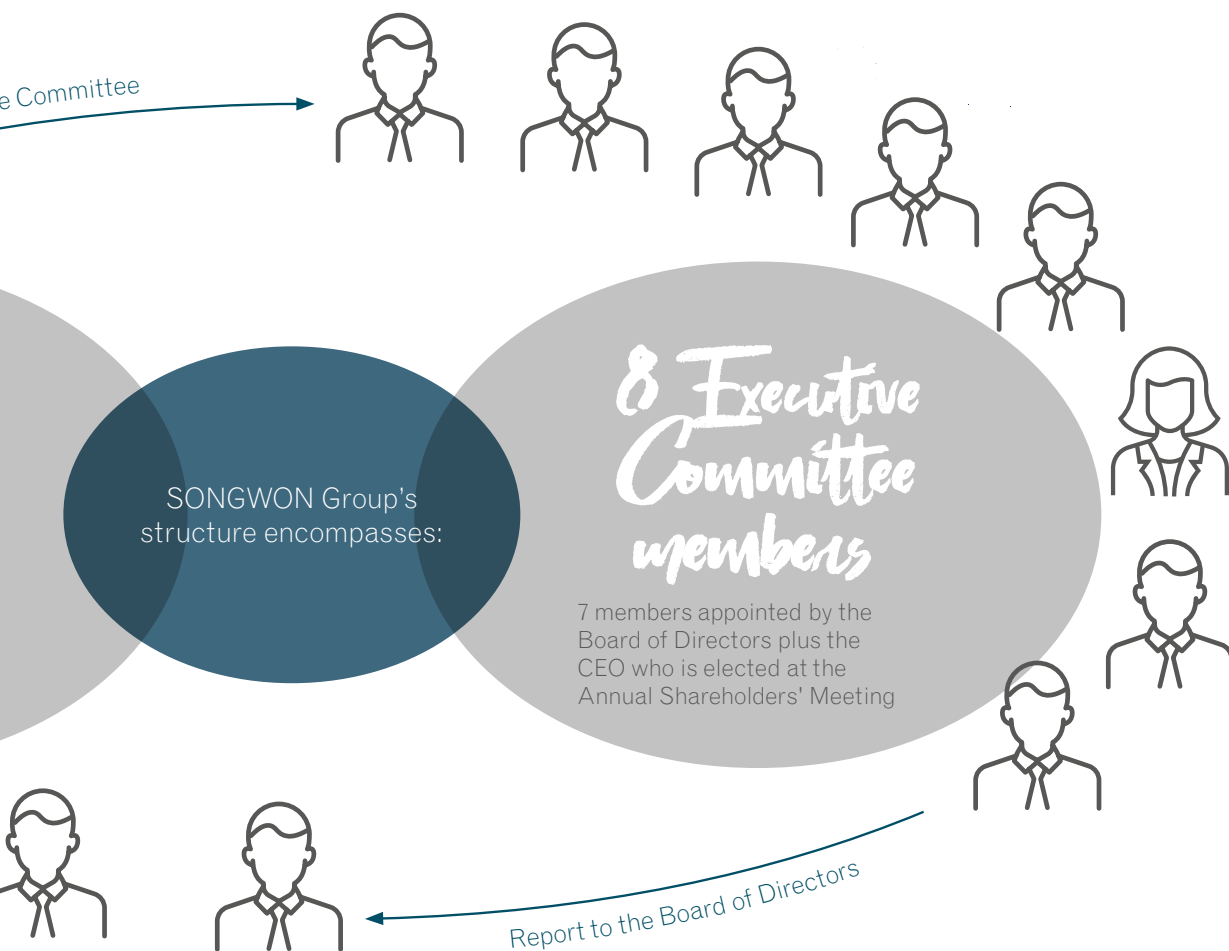 e Committee
SONGWON Group's
structure encompasses:
8 Executive
Committee
members
7 members appointed by the
Board of Directors plus the
CEO who is elected at the
Annual Shareholders' Meeting
Report to the Board of Directors